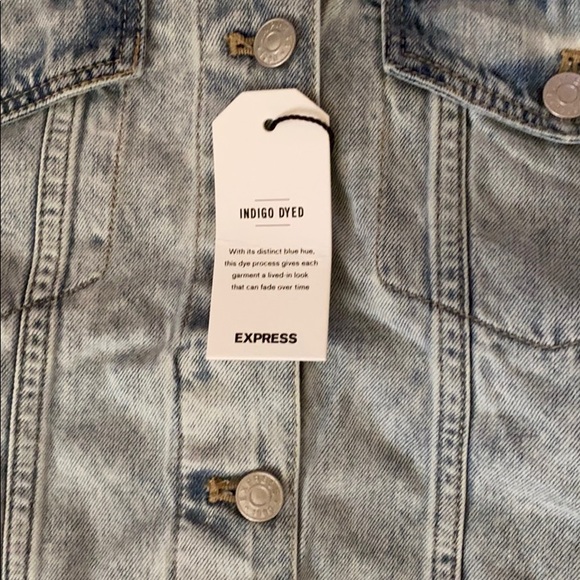 INDIGO DYED
With its distinct blue hue,
this dye process gives each
garment a lived-in look
that can fade over time
EXPRESS